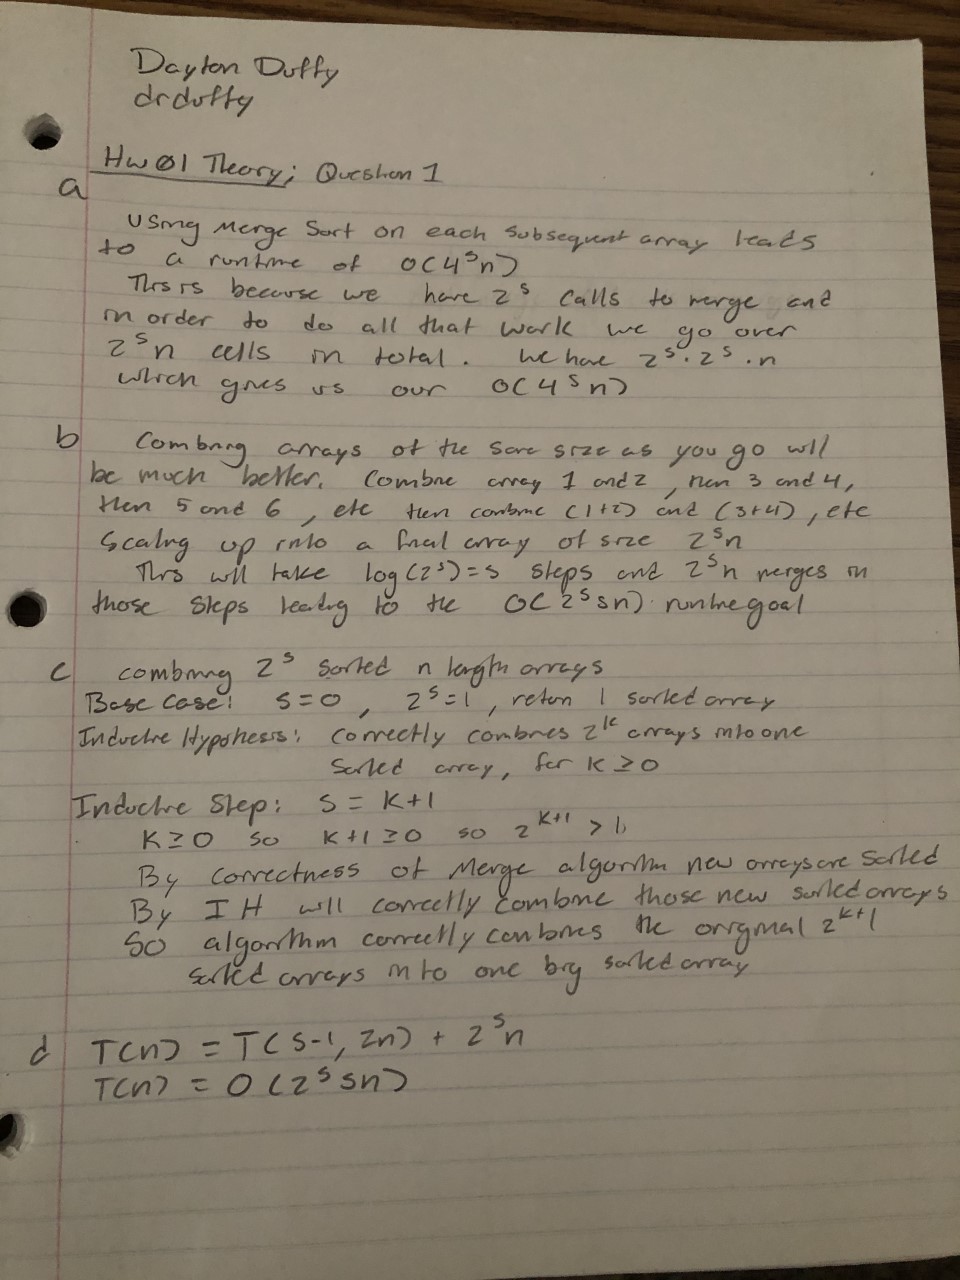 Dayton Duffy
drduffy
Hw 01 Theory; Question 1
a
Using Merge Sort on each subsequent array leads
to a runtime of O(4^s n)
This is because we have 2^s calls to merge and
in order to do all that work we go over
2^s n cells in total. We have 2^s · 2^s · n
which gives us our O(4^s n)
b Combining arrays of the same size as you go will
be much better. Combine array 1 and 2, then 3 and 4,
then 5 and 6, etc then combine (1+2) and (3+4), etc
Scaling up into a final array of size 2^s n
This will take log(2^s) = s steps and 2^s n merges in
those steps leading to the O(2^s sn) runtime goal
c combining 2^s sorted n length arrays
Base Case: s=0, 2^s=1, return 1 sorted array
Inductive Hypothesis: Correctly combines 2^k arrays into one
sorted array, for k≥0
Inductive Step: s = k+1
k≥0 so k+1≥0 so 2^{k+1} > 1,
By correctness of Merge algorithm new arrays are sorted
By IH will correctly combine those new sorted arrays
So algorithm correctly combines the original 2^{k+1}
sorted arrays into one big sorted array
d T(n) = T(s-1, 2n) + 2^s n
T(n) = O(2^s sn)